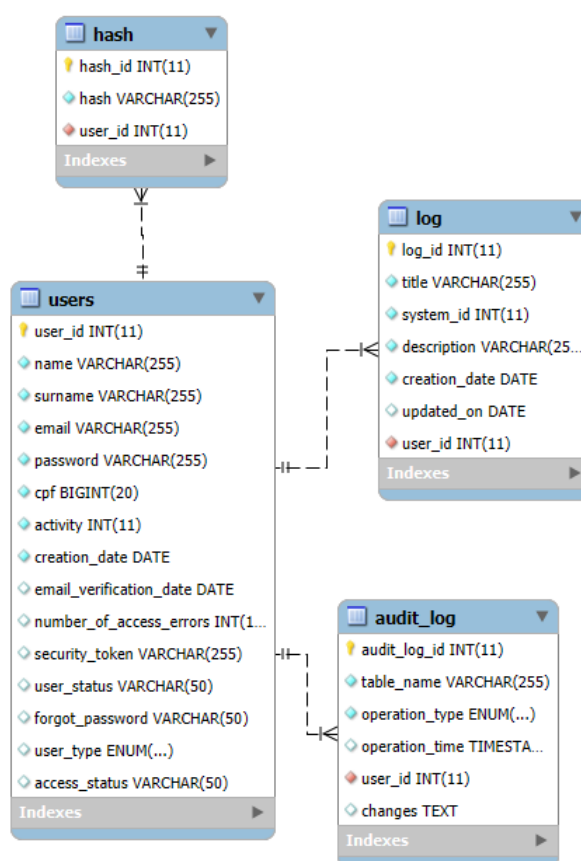 hash
hash_id INT(11)
hash VARCHAR(255)
user_id INT(11)
Indexes
log
log_id INT(11)
title VARCHAR(255)
system_id INT(11)
description VARCHAR(25...
creation_date DATE
updated_on DATE
user_id INT(11)
Indexes
users
user_id INT(11)
name VARCHAR(255)
surname VARCHAR(255)
email VARCHAR(255)
password VARCHAR(255)
cpf BIGINT(20)
activity INT(11)
creation_date DATE
email_verification_date DATE
number_of_access_errors INT(1...
security_token VARCHAR(255)
user_status VARCHAR(50)
forgot_password VARCHAR(50)
user_type ENUM(...)
access_status VARCHAR(50)
Indexes
audit_log
audit_log_id INT(11)
table_name VARCHAR(255)
operation_type ENUM(...)
operation_time TIMESTA...
user_id INT(11)
changes TEXT
Indexes